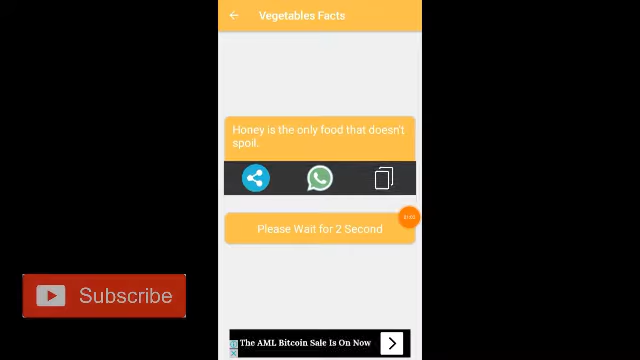 Vegetables Facts
Honey is the only food that doesn't
spoil.
Please Wait for 2 Second
Subscribe
The AML Bitcoin Sale Is On Now